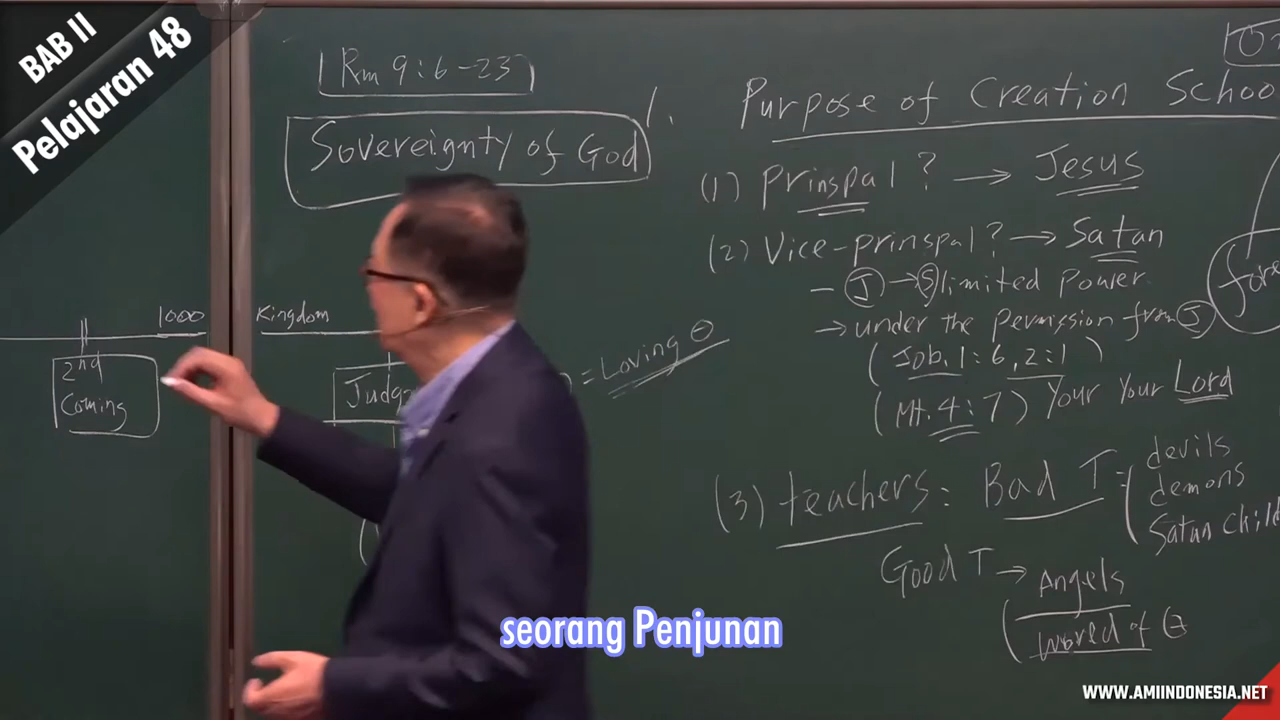 BAB II
Pelajaran 48
Rm 9:6-23
Sovereignty of God
1000 Kingdom
2nd
Coming
= Loving
1. Purpose of Creation
(1) Prinspal? → Jesus
(2) Vice-prinspal? → Satan
- J → S limited power
→ under the permission from J
(Job. 1:6, 2:1)
(Mt. 4:7) Your Your Lord
(3) teachers: Bad T
devils
demons
Satan
Good T → Angels
of
seorang Penjunan
WWW.AMIINDONESIA.NET